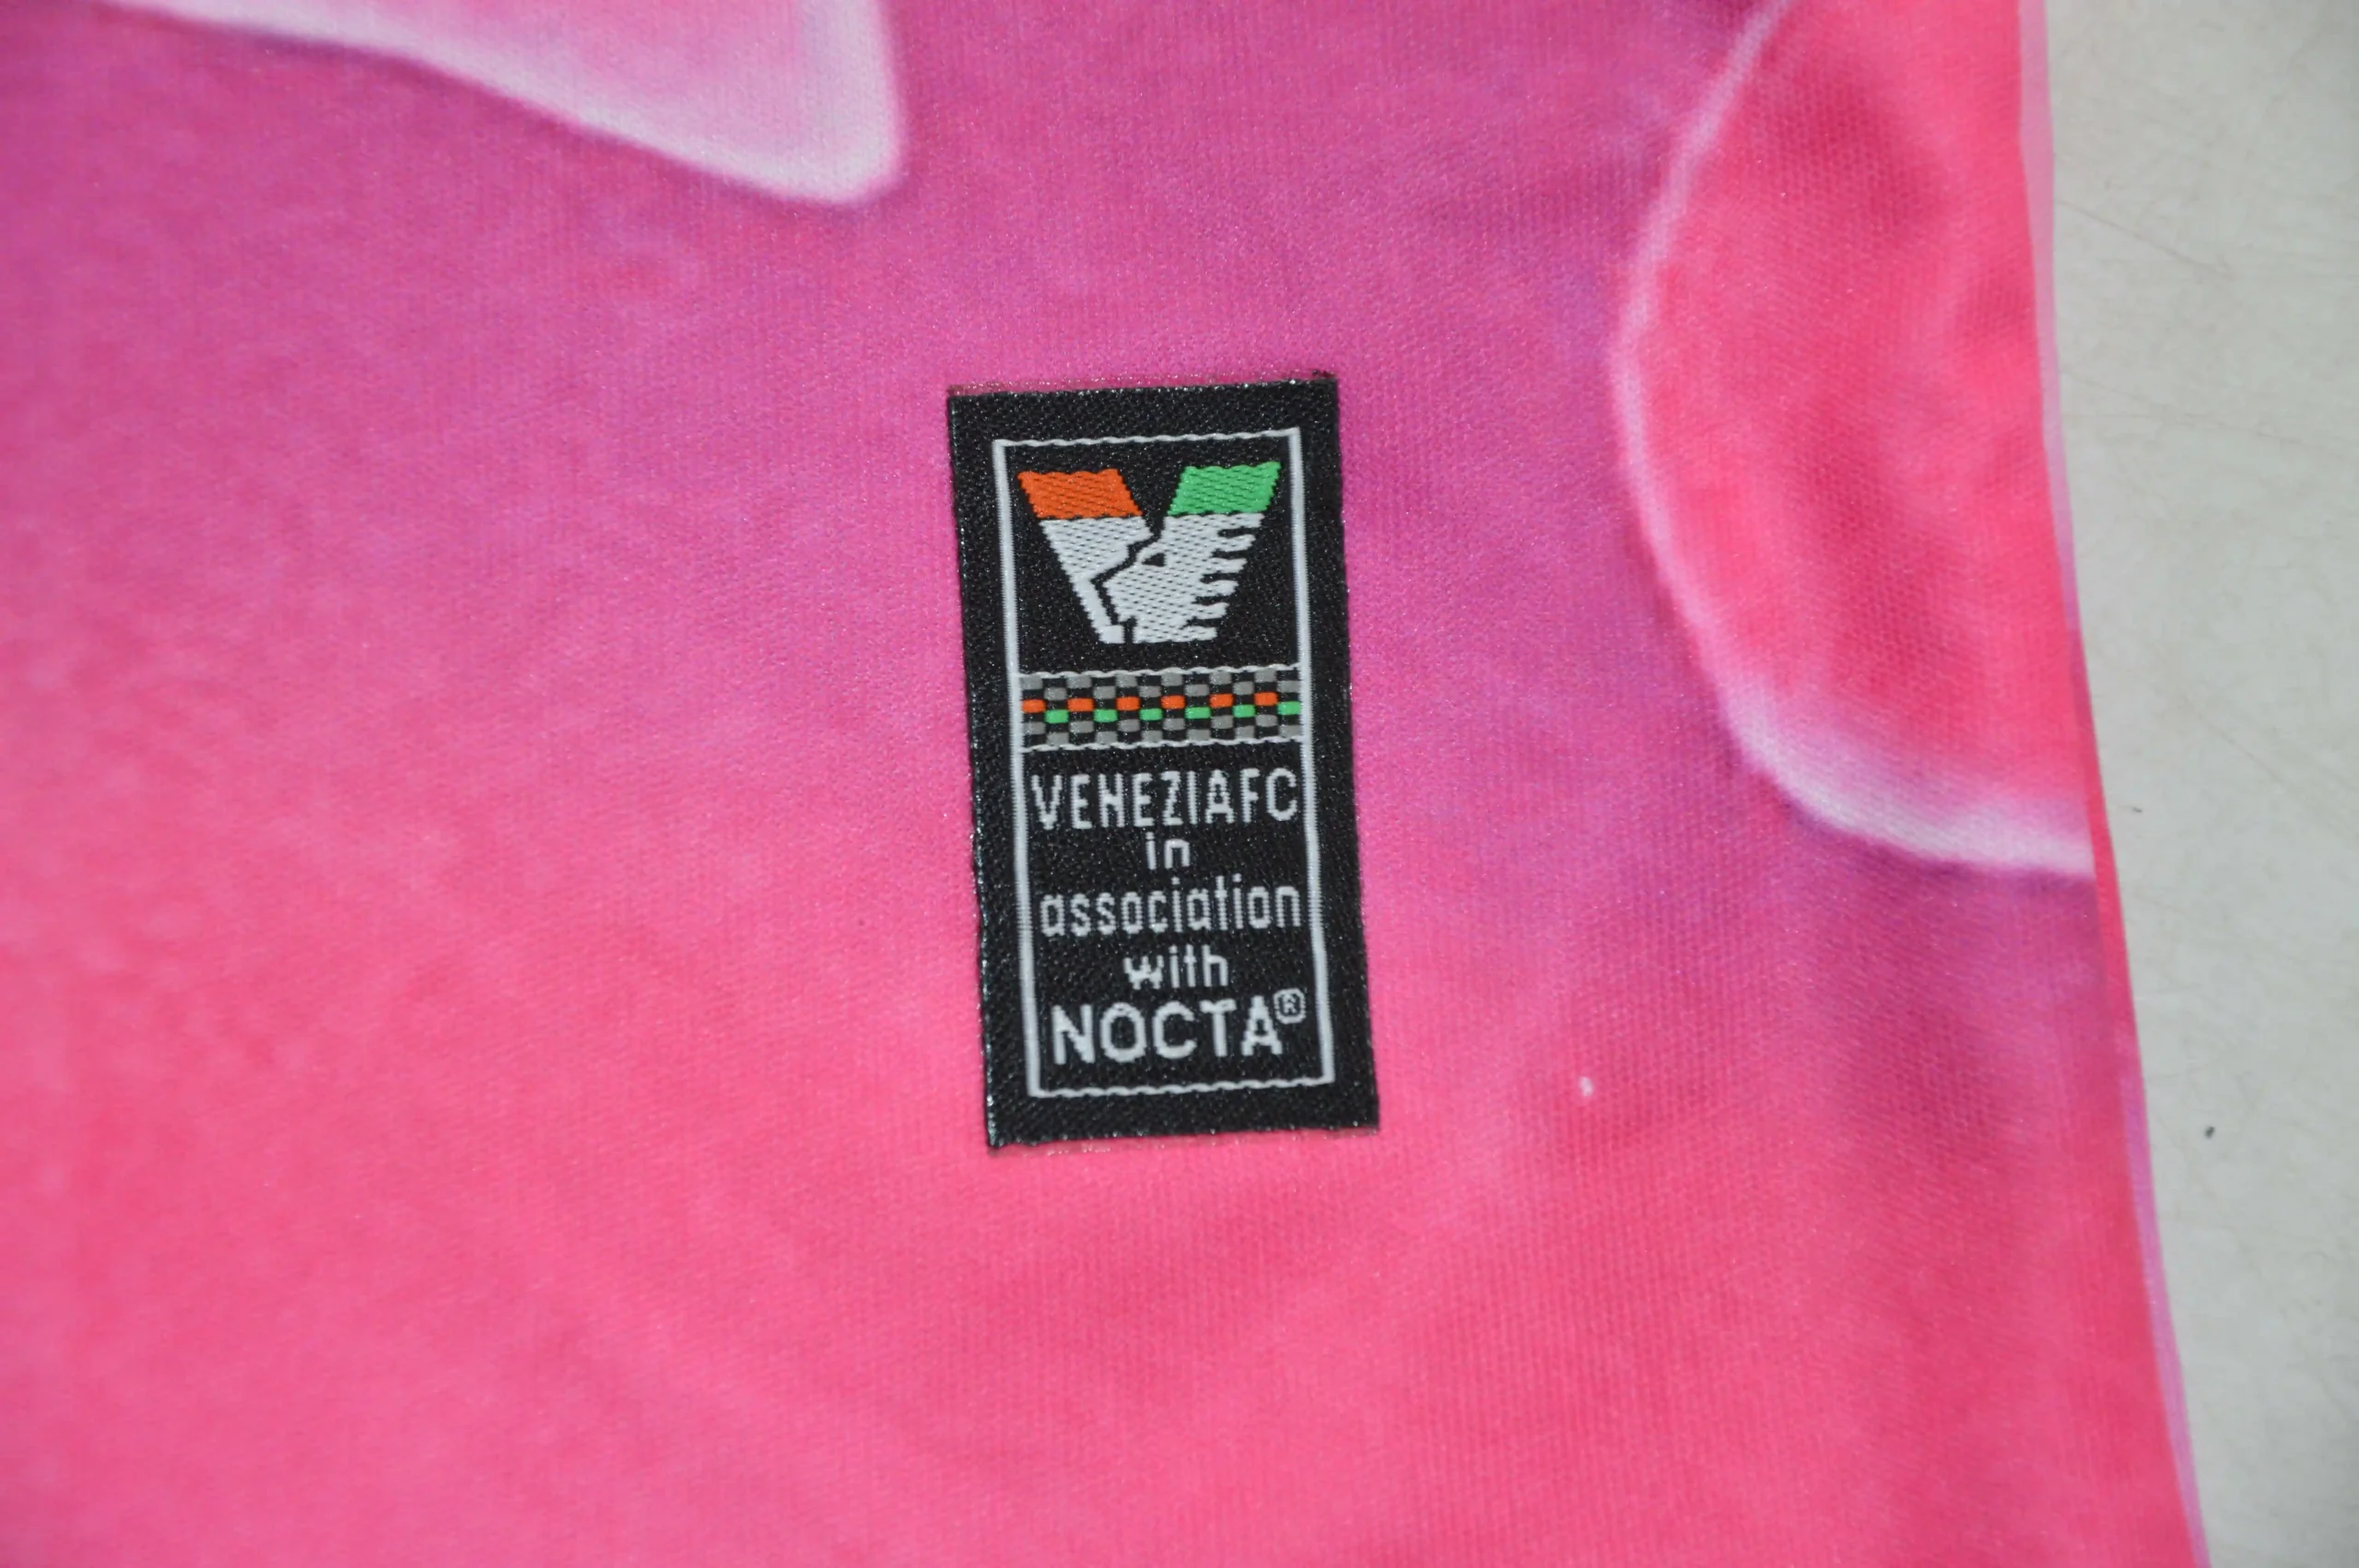 VENEZIAFC
in
association
with
NOCTA®